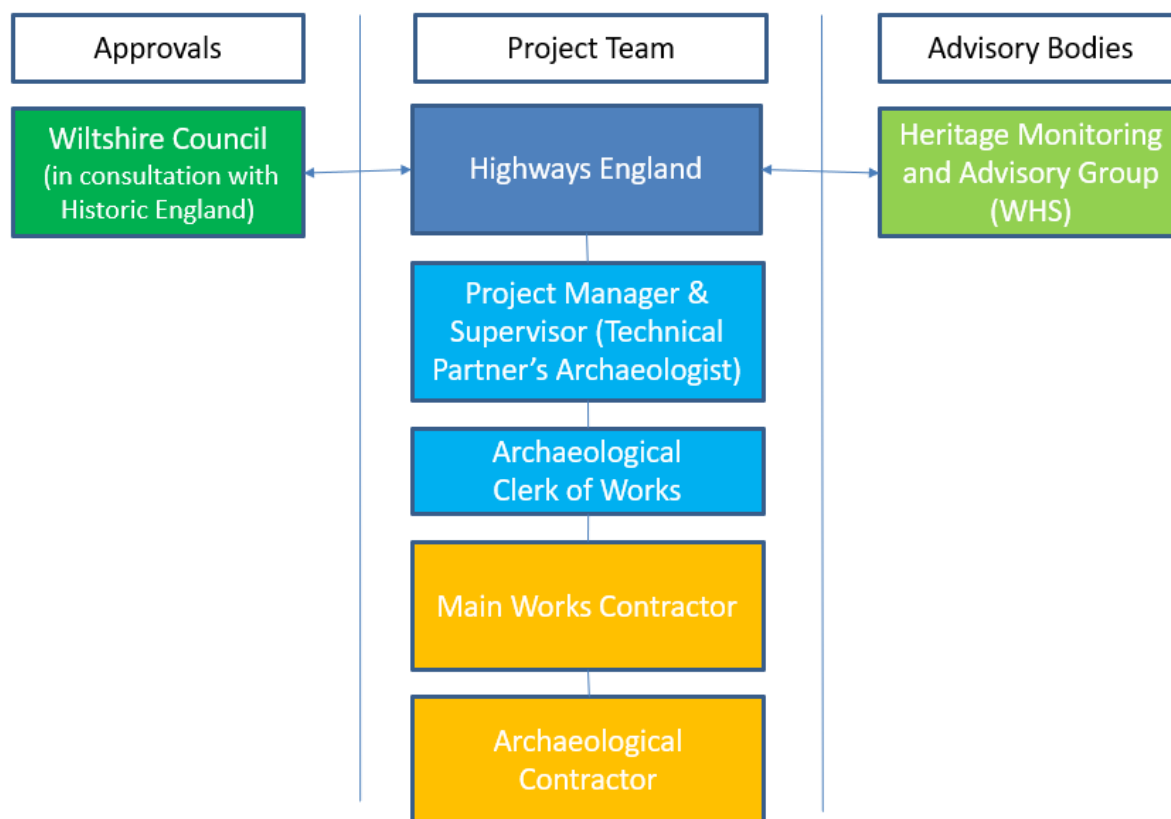 Approvals
Project Team
Advisory Bodies
Wiltshire Council
(in consultation with
Historic England)
Highways England
Heritage Monitoring
and Advisory Group
(WHS)
Project Manager &
Supervisor (Technical
Partner’s Archaeologist)
Archaeological
Clerk of Works
Main Works Contractor
Archaeological
Contractor